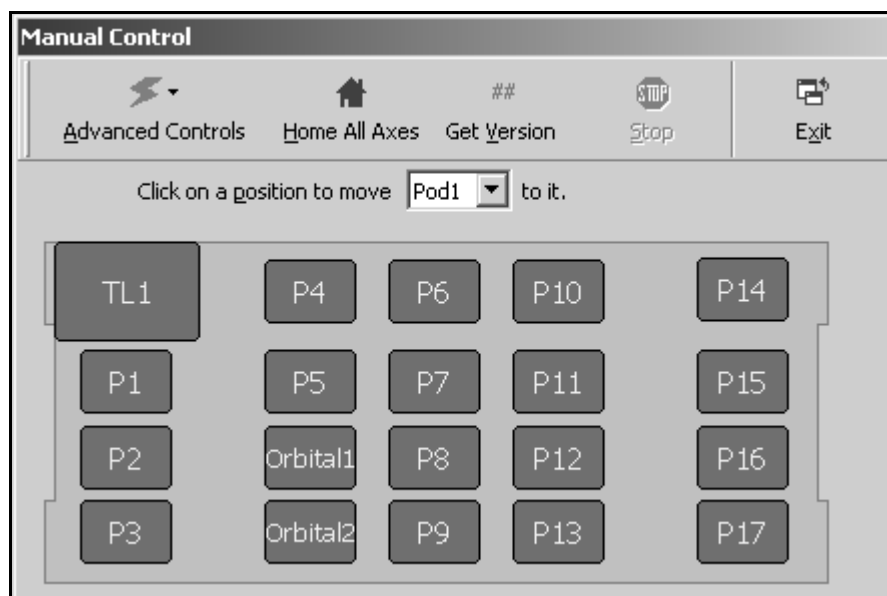 Manual Control
## STOP
Advanced Controls Home All Axes Get Version Stop Exit
Click on a position to move Pod1 to it.
TL1 P4 P6 P10 P14
P1 P5 P7 P11 P15
P2 Orbital1 P8 P12 P16
P3 Orbital2 P9 P13 P17